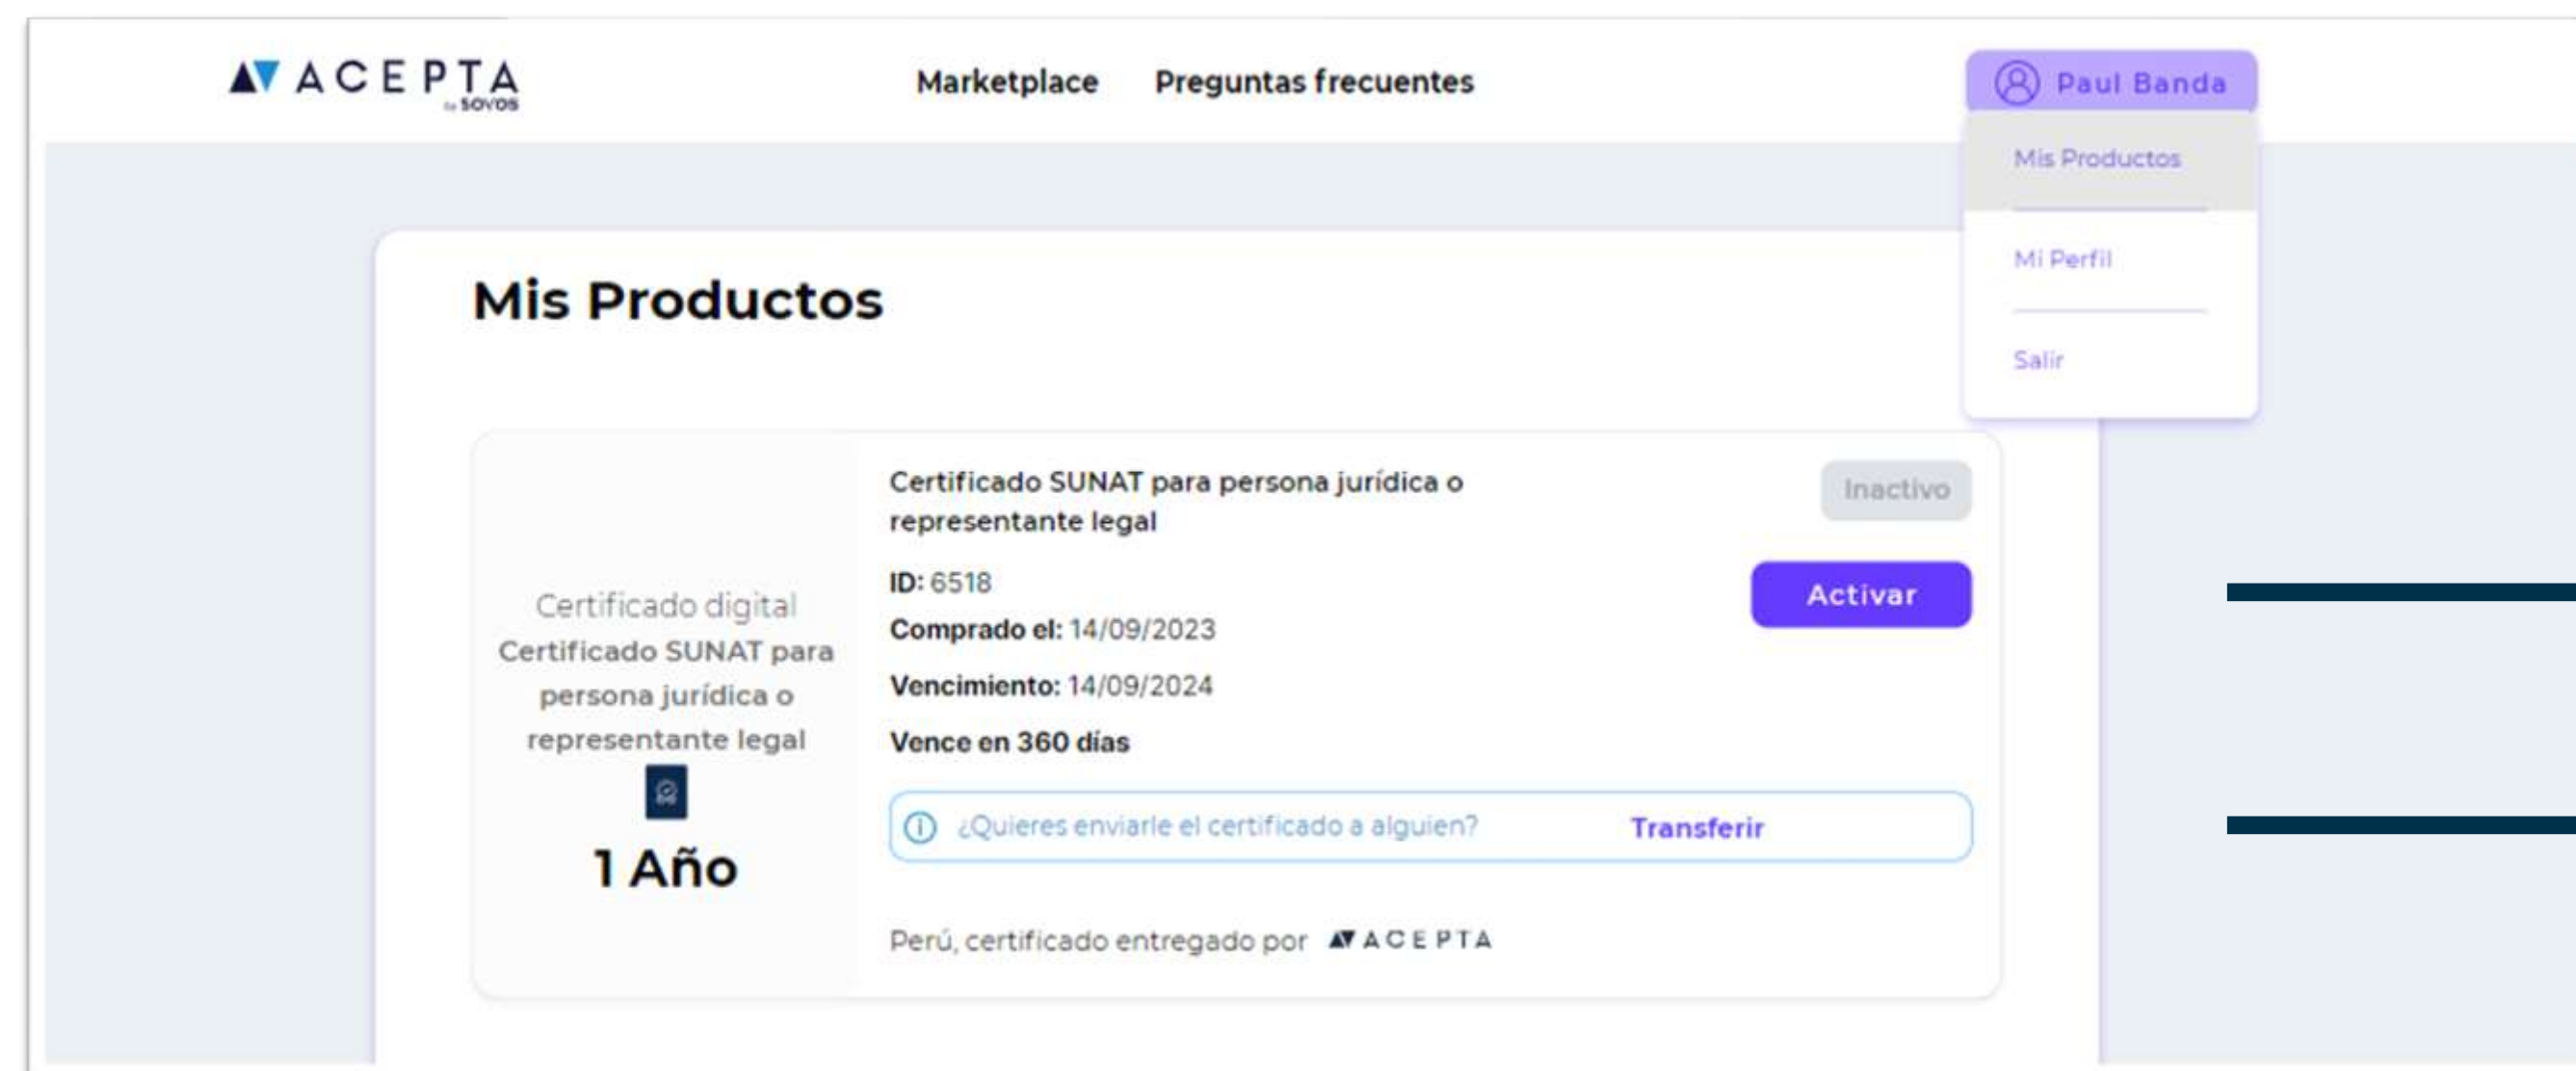 ACEPTA
de SOVOS
Marketplace
Preguntas frecuentes
Paul Banda
Mis Productos
Mi Perfil
Salir
Mis Productos
Certificado digital
Certificado SUNAT para
persona jurídica o
representante legal
1 Año
Certificado SUNAT para persona jurídica o
representante legal
Inactivo
Activar
ID: 6518
Comprado el: 14/09/2023
Vencimiento: 14/09/2024
Vence en 360 días
¿Quieres enviarle el certificado a alguien?
Transferir
Perú, certificado entregado por ACEPTA